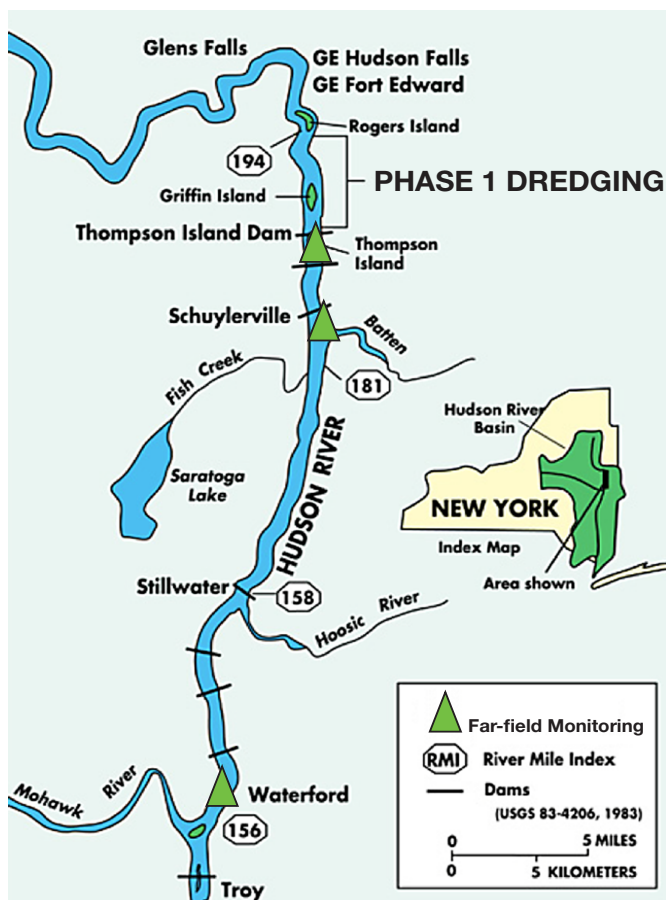 Glens Falls
GE Hudson Falls
GE Fort Edward
Rogers Island
194
PHASE 1 DREDGING
Griffin Island
Thompson Island Dam
Thompson
Island
Schuylerville
Batten
Fish Creek
181
Saratoga
Lake
HUDSON RIVER
Hudson River
Basin
NEW YORK
Index Map
Area shown
Stillwater
158
Hoosic River
Mohawk River
Waterford
156
Troy
Far-field Monitoring
RMI River Mile Index
Dams
(USGS 83-4206, 1983)
0 5 MILES
0 5 KILOMETERS